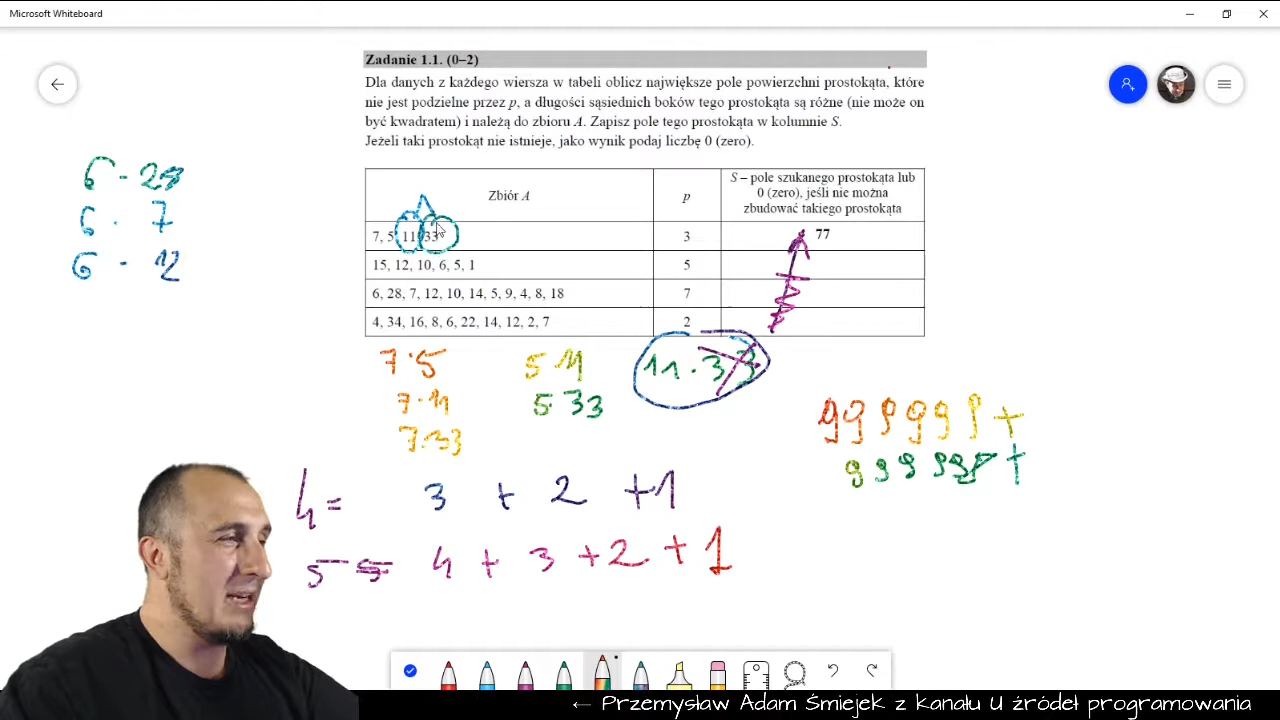 Microsoft Whiteboard
Zadanie 1.1. (0–2)
Dla danych z każdego wiersza w tabeli oblicz największe pole powierzchni prostokąta, które
nie jest podzielne przez p, a długości sąsiednich boków tego prostokąta są różne (nie może on
być kwadratem) i należą do zbioru A. Zapisz pole tego prostokąta w kolumnie S.
Jeżeli taki prostokąt nie istnieje, jako wynik podaj liczbę 0 (zero).
Zbiór A
p
S – pole szukanego prostokąta lub
0 (zero), jeśli nie można
zbudować takiego prostokąta
7, 5, 11, 33
3
77
15, 12, 10, 6, 5, 1
5
6, 28, 7, 12, 10, 14, 5, 9, 4, 8, 18
7
4, 34, 16, 8, 6, 22, 14, 12, 2, 7
2
6 · 28
6 · 7
6 · 12
7·5
7·11
7·33
5·11
5·33
11·33
999999+
+
4 = 3 + 2 + 1
5 = 4 + 3 + 2 + 1
← Przemysław Adam Śmiejek z kanału U źródeł programowania